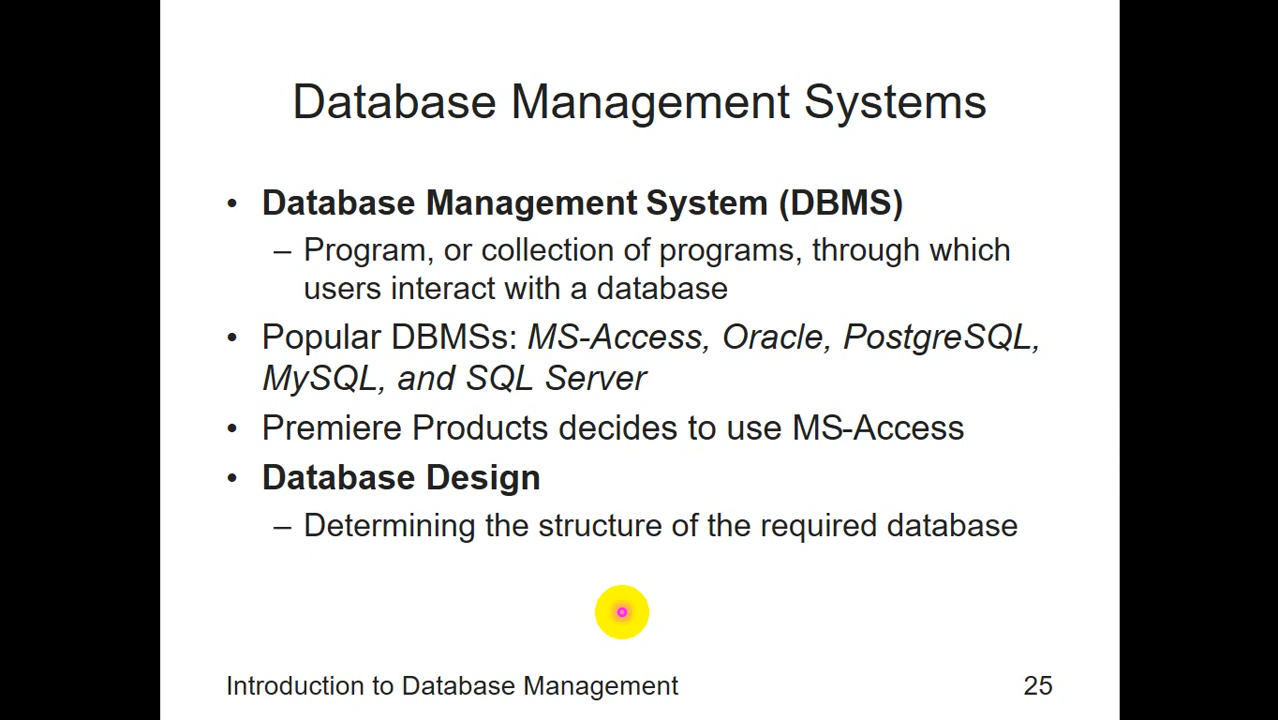 Database Management Systems
• Database Management System (DBMS)
– Program, or collection of programs, through which
users interact with a database
• Popular DBMSs: MS-Access, Oracle, PostgreSQL,
MySQL, and SQL Server
• Premiere Products decides to use MS-Access
• Database Design
– Determining the structure of the required database
Introduction to Database Management 25